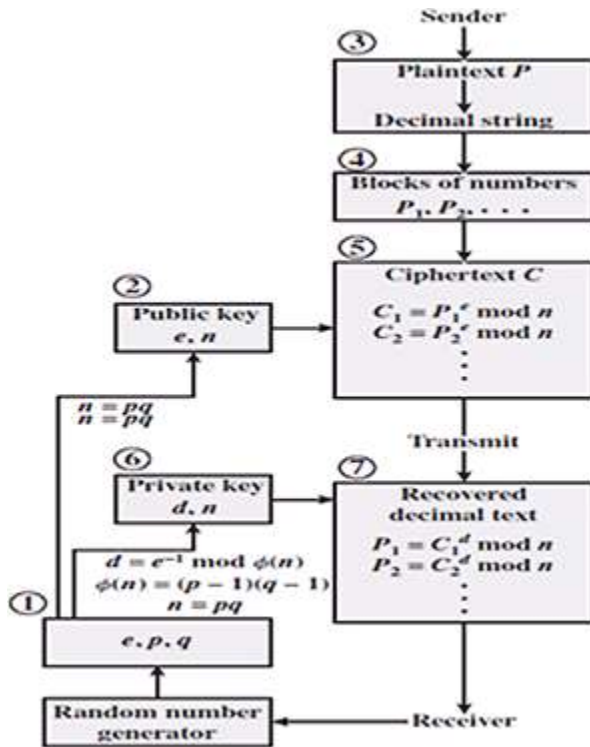 Sender
③
Plaintext P
Decimal string
④
Blocks of numbers
P₁, P₂, . . .
⑤
Ciphertext C
C₁ = P₁ᵉ mod n
C₂ = P₂ᵉ mod n
②
Public key
e, n
n = pq
n = pq
Transmit
⑥
Private key
d, n
⑦
Recovered
decimal text
P₁ = C₁ᵈ mod n
P₂ = C₂ᵈ mod n
d = e⁻¹ mod ϕ(n)
ϕ(n) = (p − 1)(q − 1)
n = pq
①
e, p, q
Random number
generator
Receiver